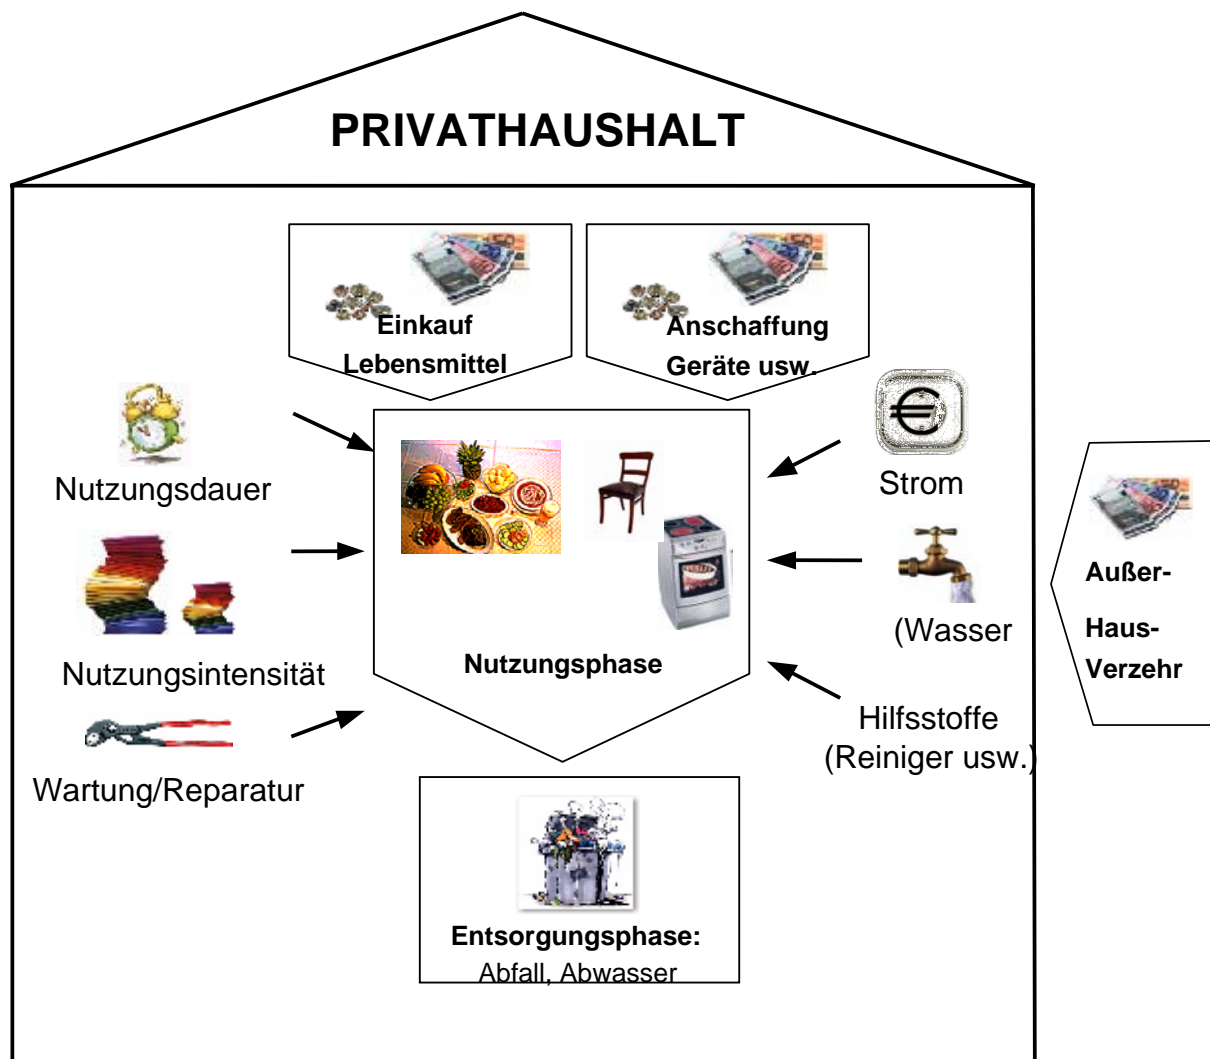 PRIVATHAUSHALT
Einkauf
Lebensmittel
Anschaffung
Geräte usw.
Nutzungsdauer
Strom
Außer-
Haus-
Verzehr
(Wasser
Nutzungsintensität
Nutzungsphase
Hilfsstoffe
(Reiniger usw.)
Wartung/Reparatur
Entsorgungsphase:
Abfall, Abwasser